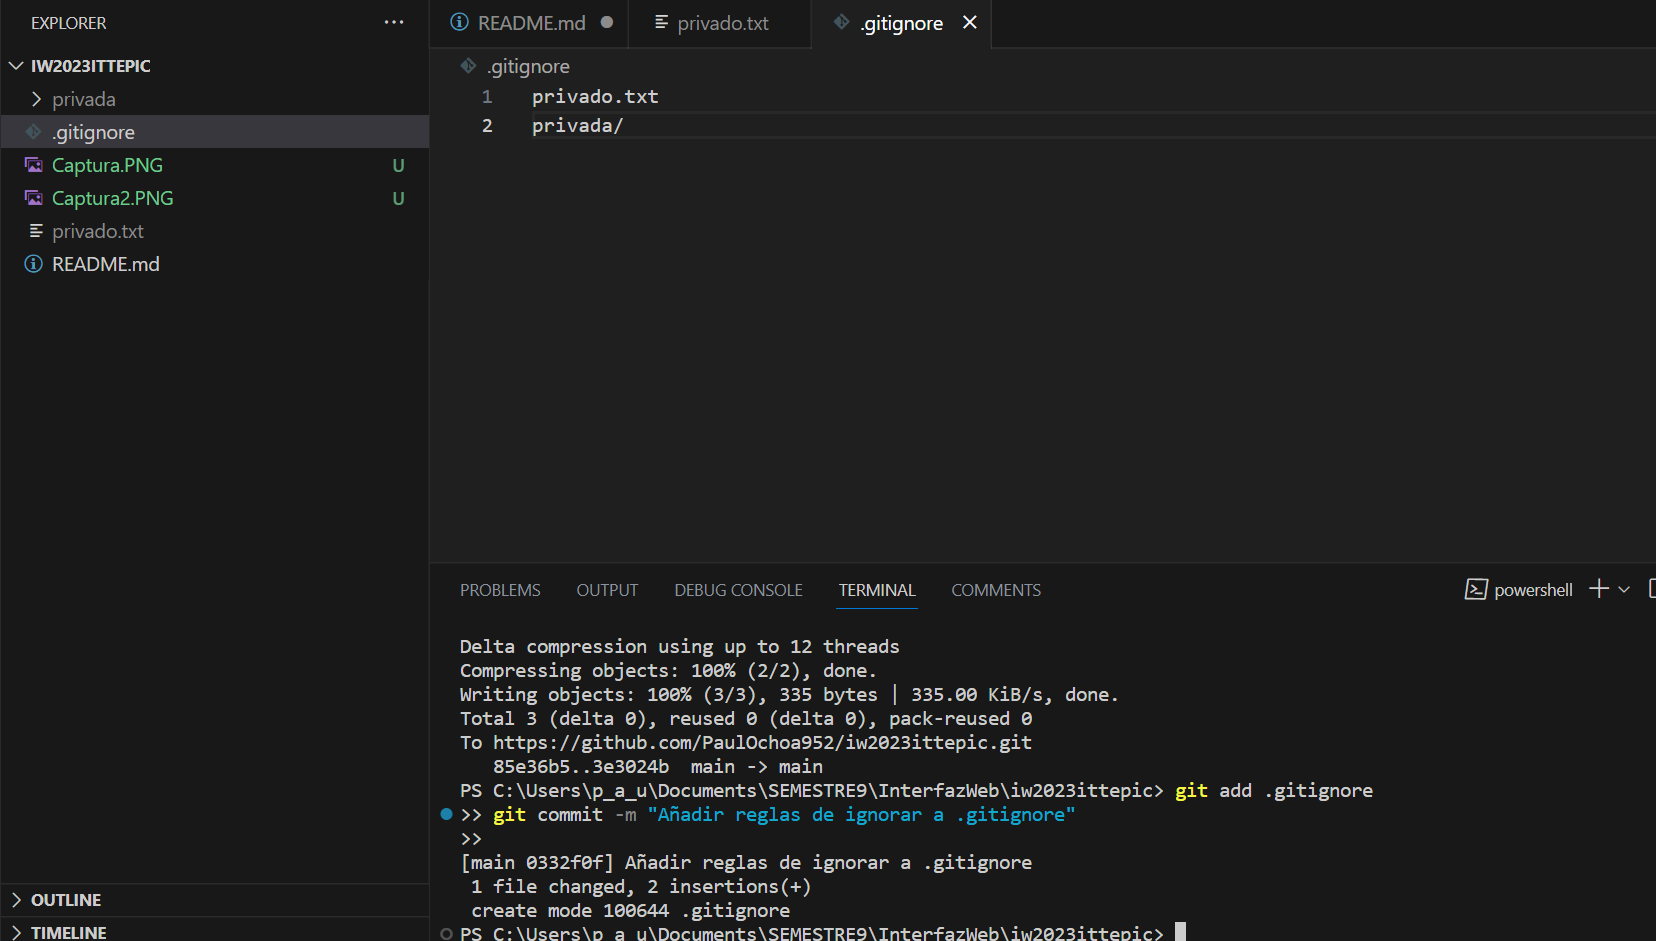 EXPLORER ···
IW2023ITTEPIC
privada
.gitignore
Captura.PNG U
Captura2.PNG U
privado.txt
README.md
OUTLINE
TIMELINE
README.md privado.txt .gitignore
.gitignore
1 privado.txt
2 privada/
PROBLEMS OUTPUT DEBUG CONSOLE TERMINAL COMMENTS powershell
Delta compression using up to 12 threads
Compressing objects: 100% (2/2), done.
Writing objects: 100% (3/3), 335 bytes | 335.00 KiB/s, done.
Total 3 (delta 0), reused 0 (delta 0), pack-reused 0
To https://github.com/PaulOchoa952/iw2023ittepic.git
85e36b5..3e3024b main -> main
PS C:\Users\p_a_u\Documents\SEMESTRE9\InterfazWeb\iw2023ittepic> git add .gitignore
>> git commit -m "Añadir reglas de ignorar a .gitignore"
>>
[main 0332f0f] Añadir reglas de ignorar a .gitignore
1 file changed, 2 insertions(+)
create mode 100644 .gitignore
PS C:\Users\p_a_u\Documents\SEMESTRE9\InterfazWeb\iw2023ittepic>